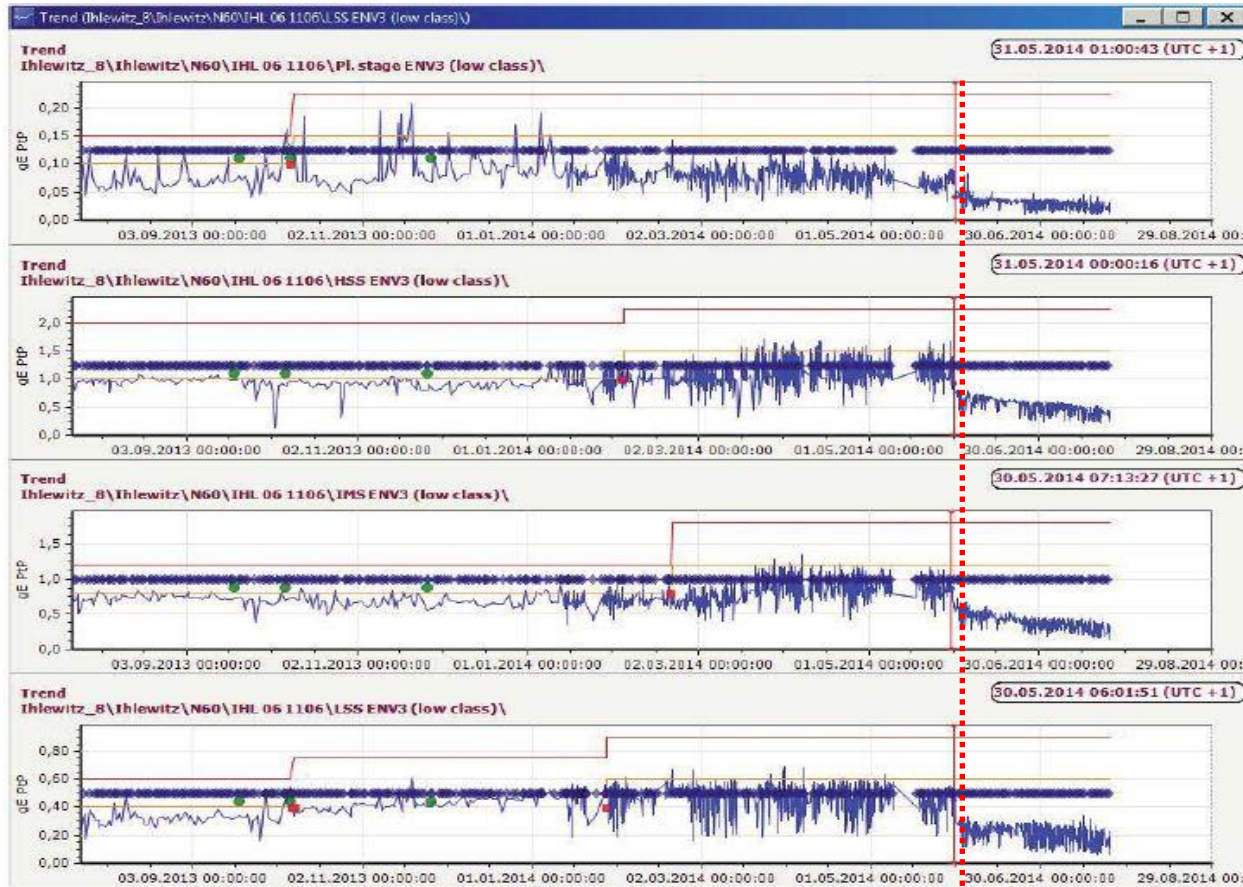 Trend (Ihlewitz_8\Ihlewitz\N60\IHL 06 1106\LSS ENV3 (low class)\)
Trend
31.05.2014 01:00:43 (UTC +1)
Ihlewitz_8\Ihlewitz\N60\IHL 06 1106\Pl. stage ENV3 (low class)\
gE PtP
0,20
0,15
0,10
0,05
0,00
03.09.2013 00:00:00 02.11.2013 00:00:00 01.01.2014 00:00:00 02.03.2014 00:00:00 01.05.2014 00:00:00 30.06.2014 00:00:00 29.08.2014 00:
Trend
31.05.2014 00:00:16 (UTC +1)
Ihlewitz_8\Ihlewitz\N60\IHL 06 1106\HSS ENV3 (low class)\
gE PtP
2,0
1,5
1,0
0,5
0,0
03.09.2013 00:00:00 02.11.2013 00:00:00 01.01.2014 00:00:00 02.03.2014 00:00:00 01.05.2014 00:00:00 30.06.2014 00:00:00 29.08.2014 00:
Trend
30.05.2014 07:13:27 (UTC +1)
Ihlewitz_8\Ihlewitz\N60\IHL 06 1106\IMS ENV3 (low class)\
gE PtP
1,5
1,0
0,5
0,0
03.09.2013 00:00:00 02.11.2013 00:00:00 01.01.2014 00:00:00 02.03.2014 00:00:00 01.05.2014 00:00:00 30.06.2014 00:00:00 29.08.2014 00:
Trend
30.05.2014 06:01:51 (UTC +1)
Ihlewitz_8\Ihlewitz\N60\IHL 06 1106\LSS ENV3 (low class)\
gE PtP
0,80
0,60
0,40
0,20
0,00
03.09.2013 00:00:00 02.11.2013 00:00:00 01.01.2014 00:00:00 02.03.2014 00:00:00 01.05.2014 00:00:00 30.06.2014 00:00:00 29.08.2014 00: